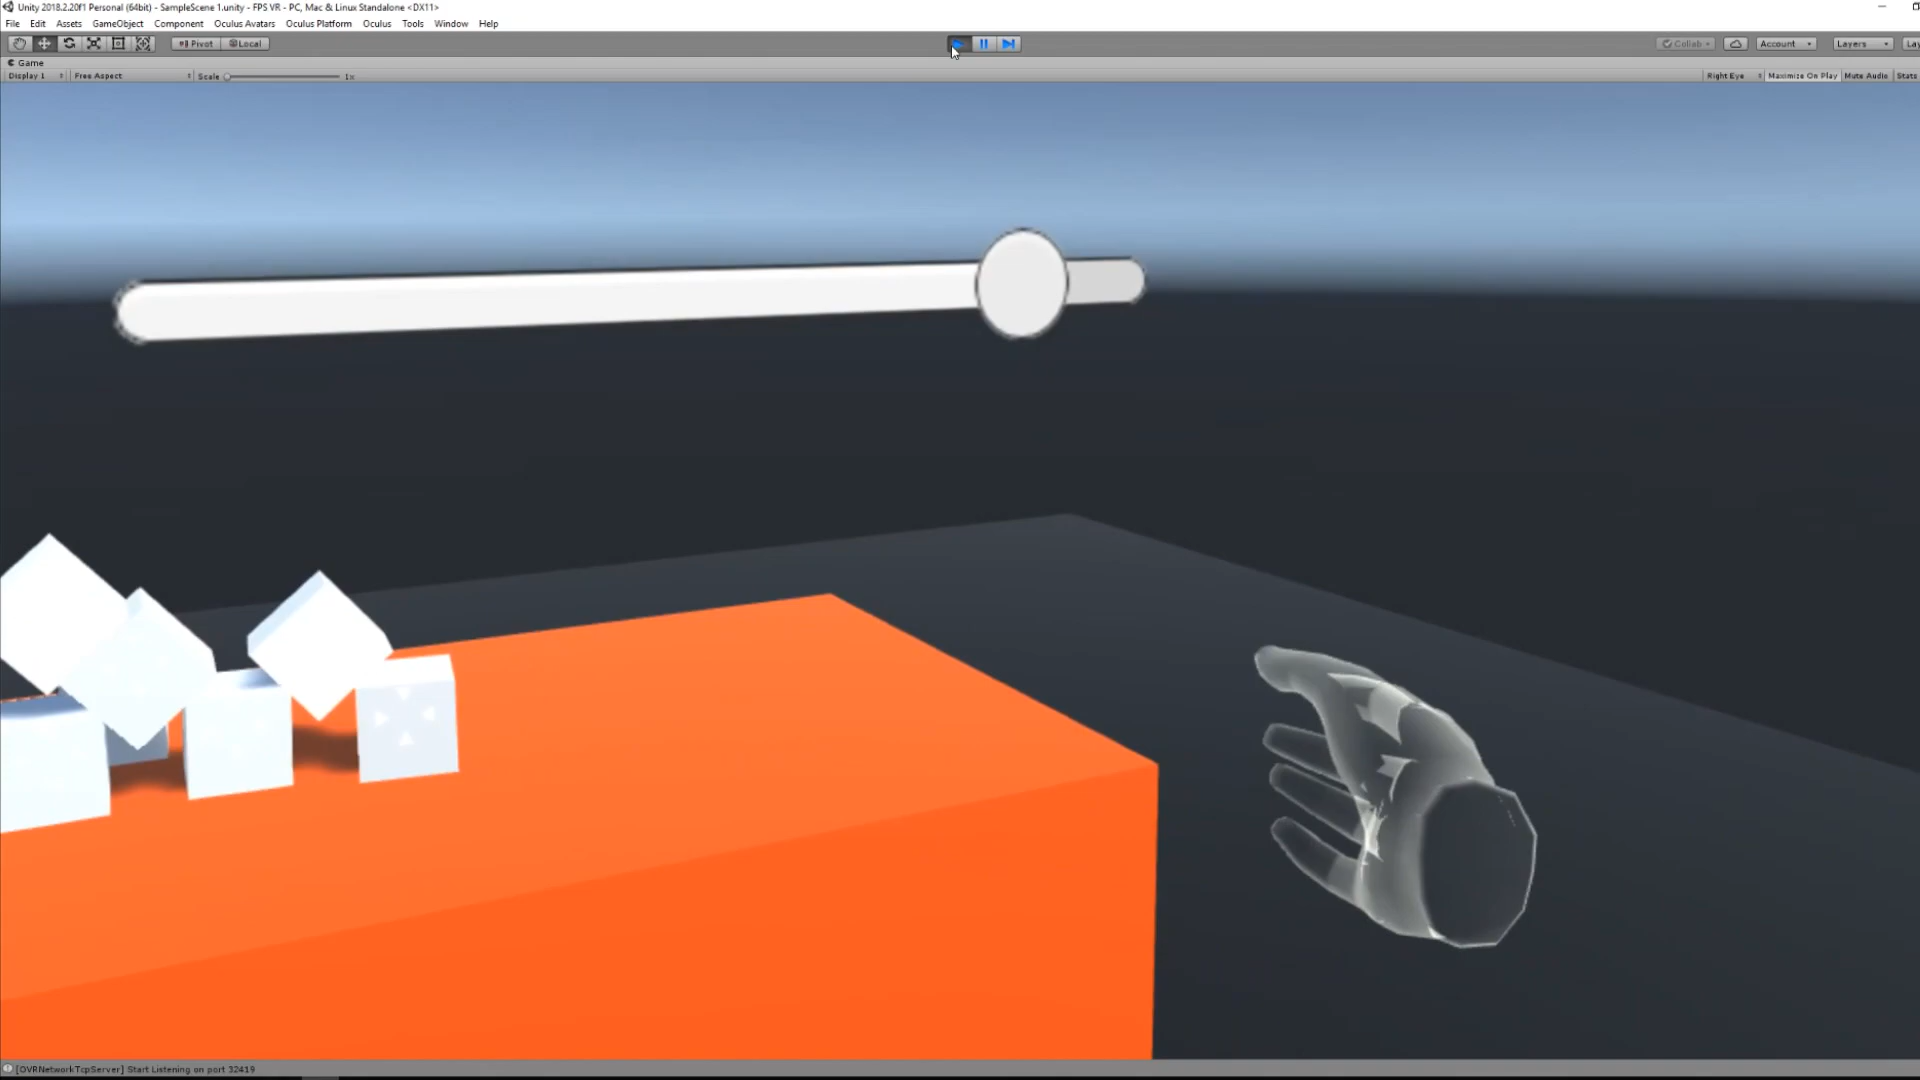 Unity 2018.2.20f1 Personal (64bit) - SampleScene 1.unity - FPS VR - PC, Mac & Linux Standalone <DX11>
File Edit Assets GameObject Component Oculus Avatars Oculus Platform Oculus Tools Window Help
Pivot Local Collab Account Layers Lay
Game
Display 1 Free Aspect Scale 1x Right Eye Maximize On Play Mute Audio Stats
[OVRNetworkTcpServer] Start Listening on port 32419